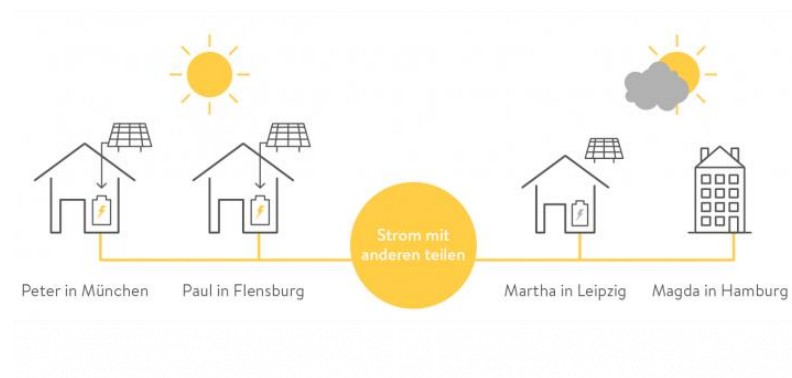 Strom mit
anderen teilen
Peter in München
Paul in Flensburg
Martha in Leipzig
Magda in Hamburg